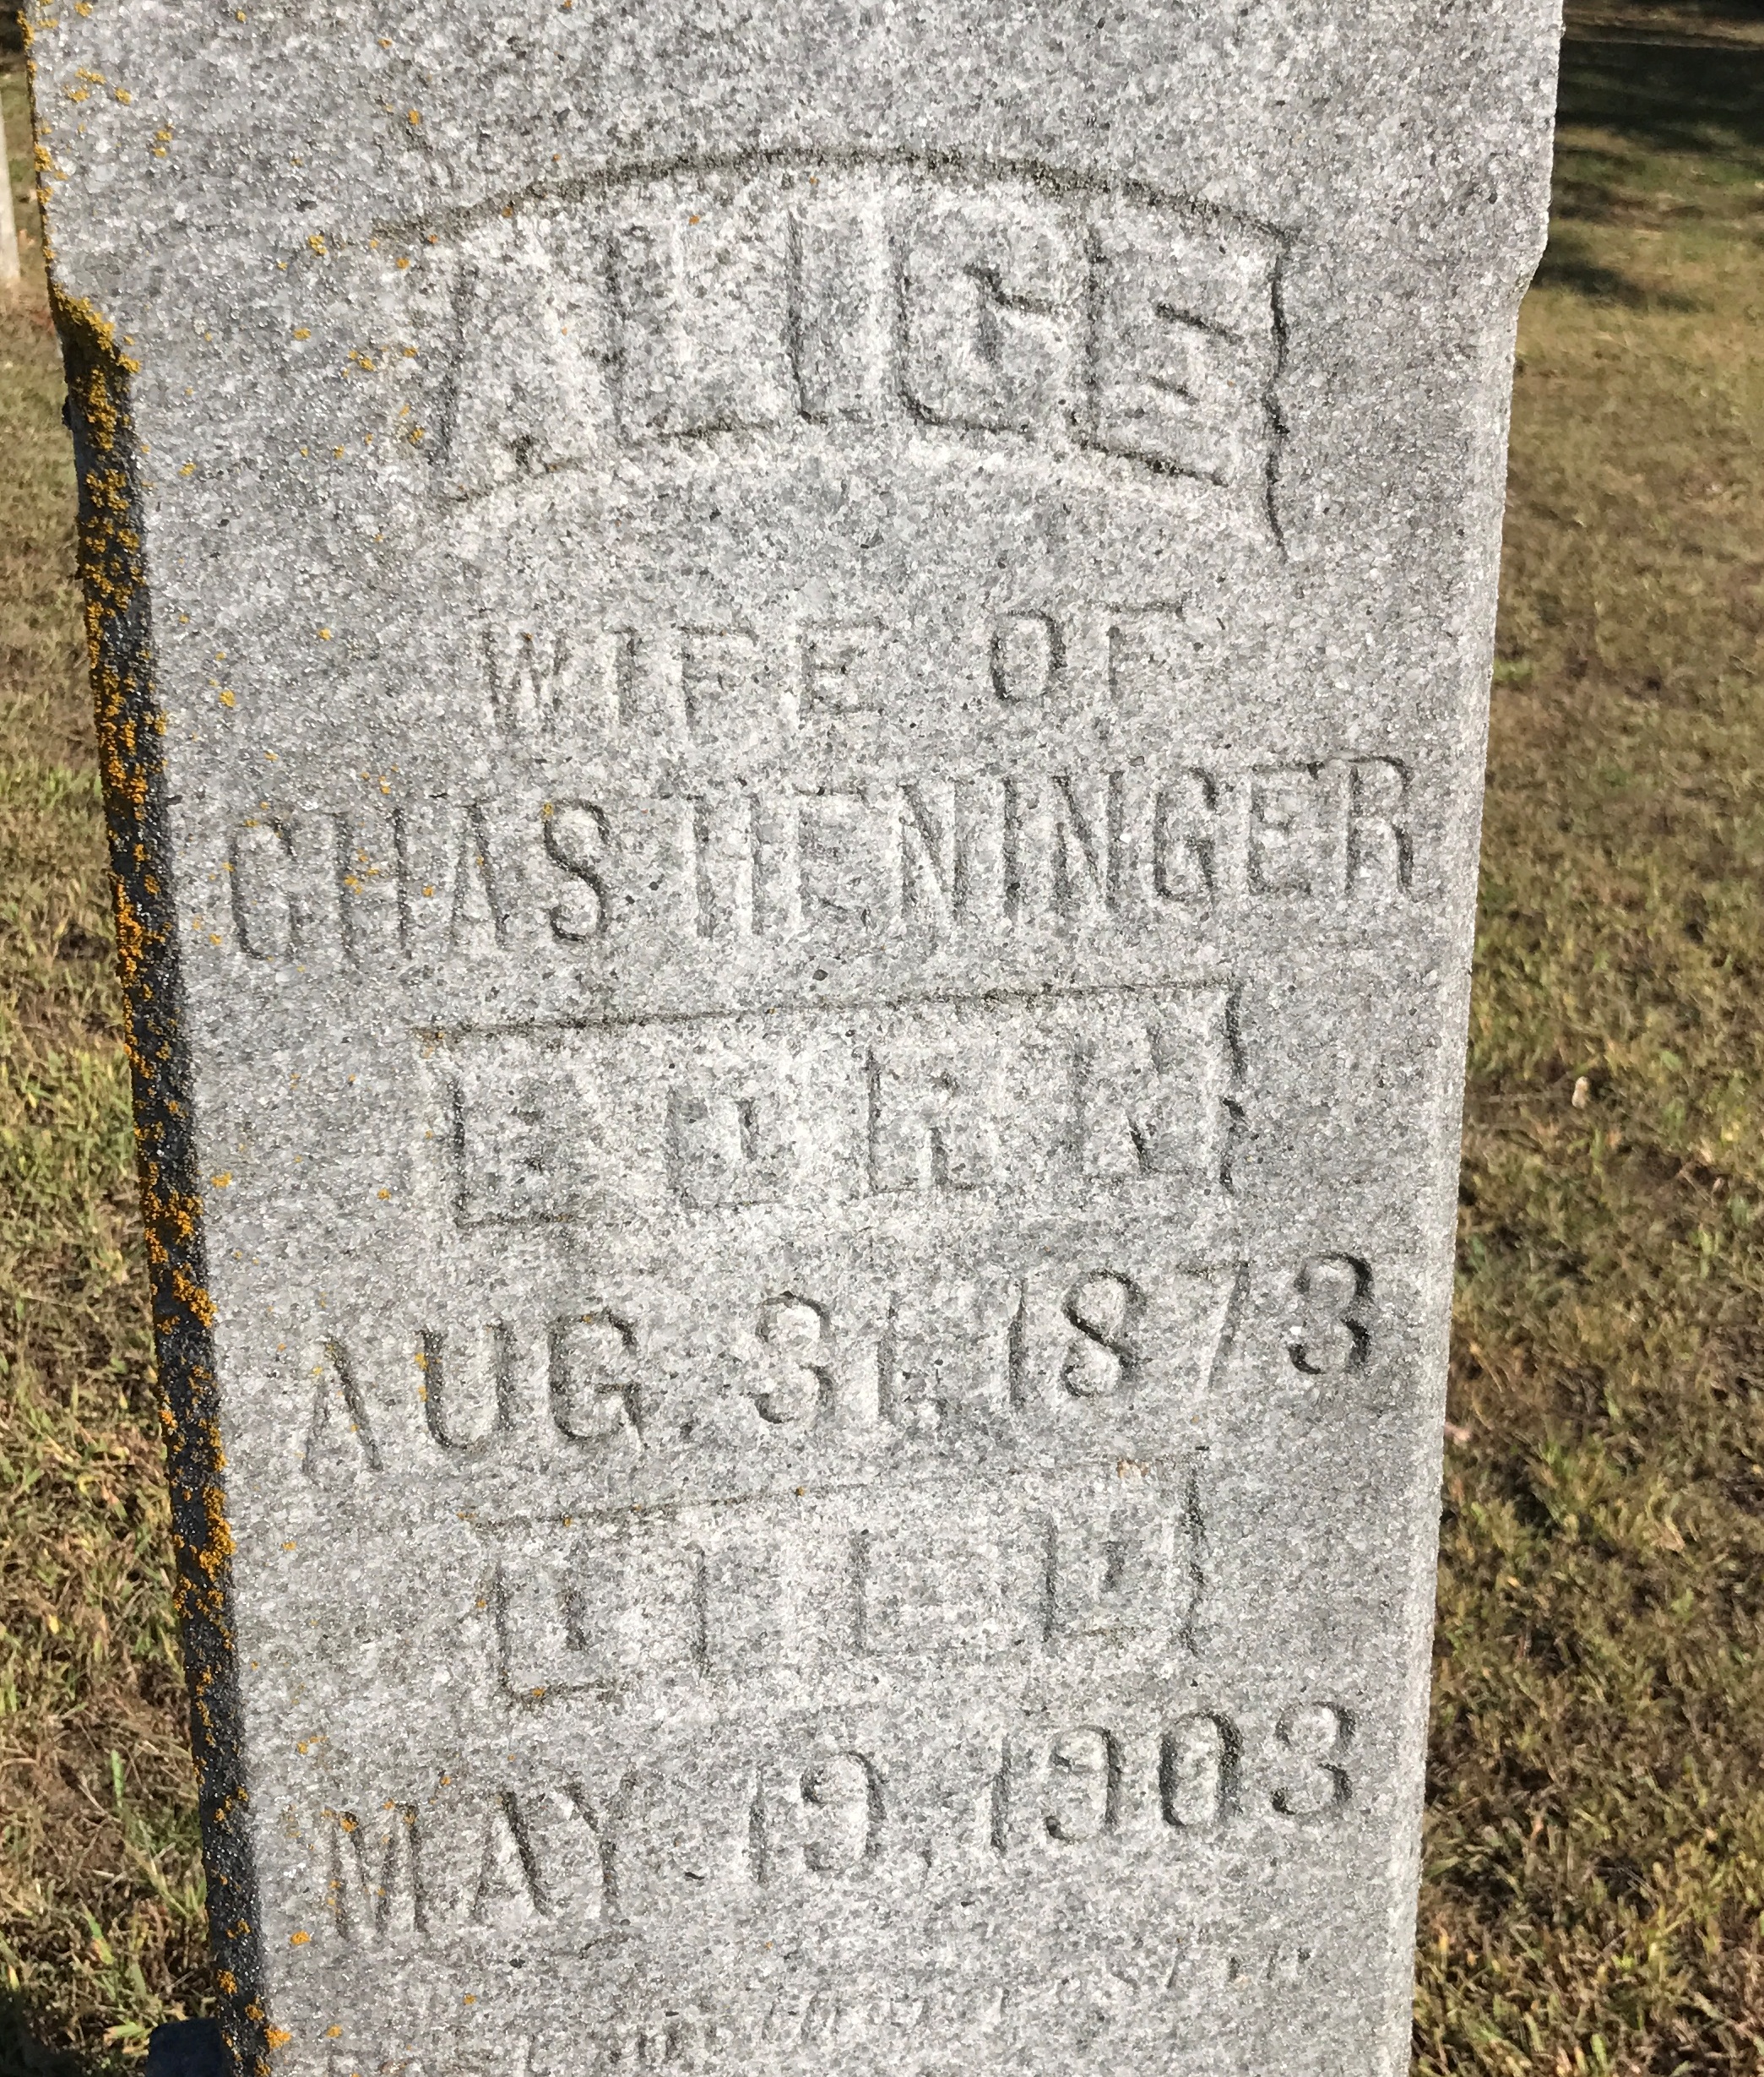 ALICE
WIFE OF
CHAS HENINGER
BORN
AUG. 31, 1873
DIED
MAY 19, 1903